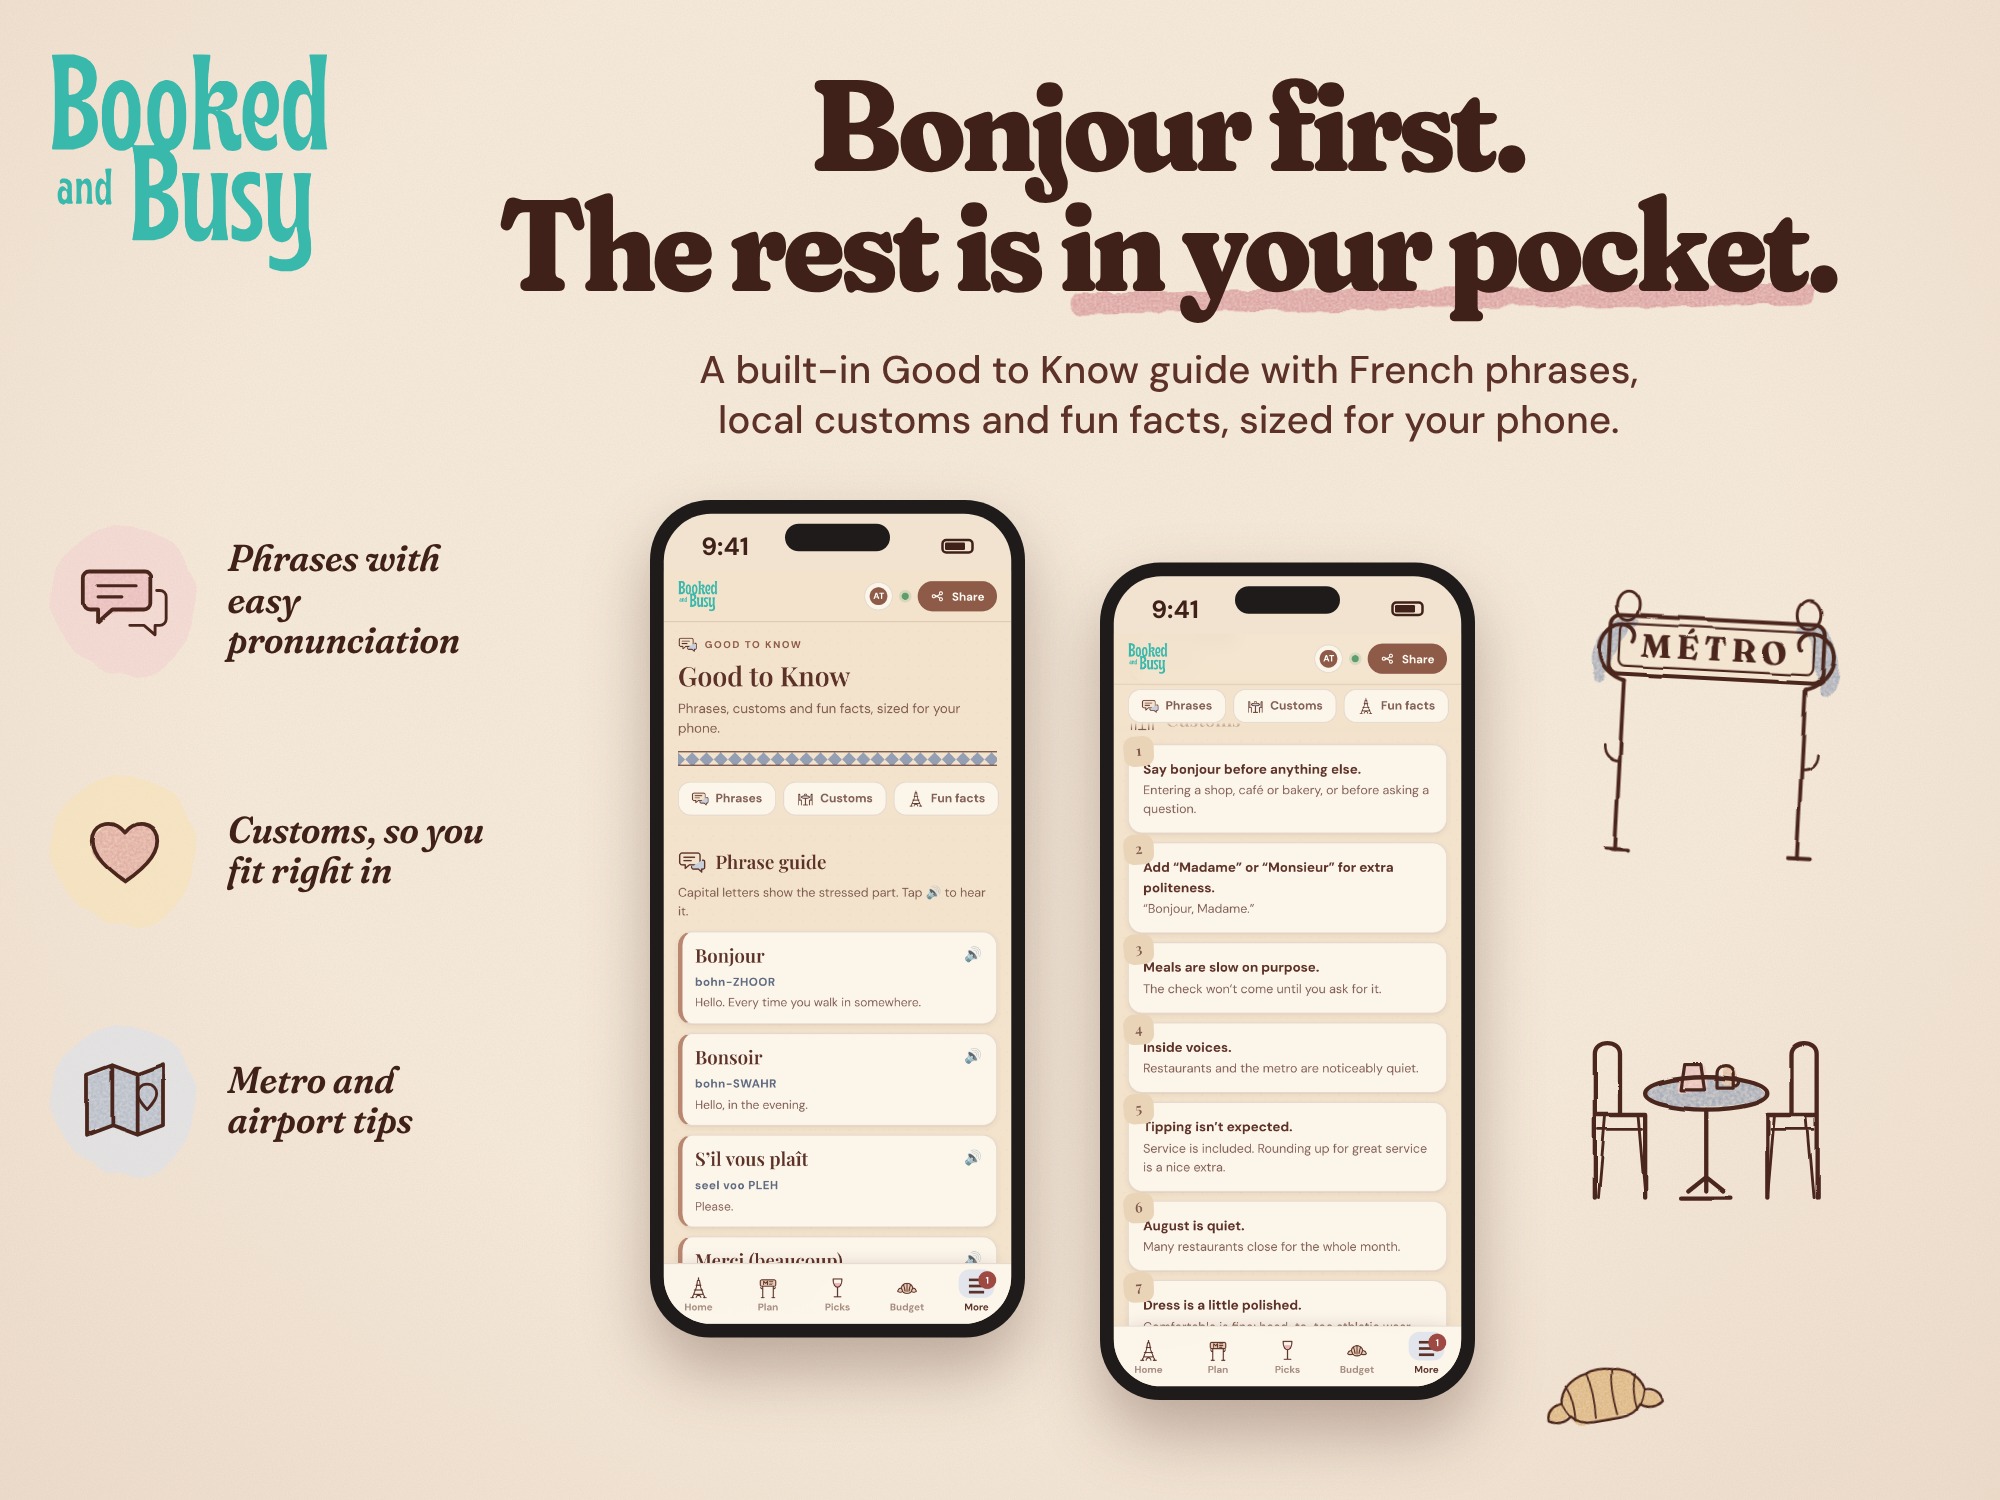 Booked
and Busy
Bonjour first.
The rest is in your pocket.
A built-in Good to Know guide with French phrases,
local customs and fun facts, sized for your phone.
Phrases with
easy
pronunciation
Customs, so you
fit right in
Metro and
airport tips
9:41
Booked
and Busy
AT
Share
GOOD TO KNOW
Good to Know
Phrases, customs and fun facts, sized for your
phone.
Phrases
Customs
Fun facts
Phrase guide
Capital letters show the stressed part. Tap 🔊 to hear
it.
Bonjour
bohn-ZHOOR
Hello. Every time you walk in somewhere.
Bonsoir
bohn-SWAHR
Hello, in the evening.
S’il vous plaît
seel voo PLEH
Please.
Merci (beaucoup)
Home
Plan
Picks
Budget
1
More
9:41
Booked
and Busy
AT
Share
Phrases
Customs
Fun facts
Customs
1
Say bonjour before anything else.
Entering a shop, café or bakery, or before asking a
question.
2
Add “Madame” or “Monsieur” for extra
politeness.
“Bonjour, Madame.”
3
Meals are slow on purpose.
The check won’t come until you ask for it.
4
Inside voices.
Restaurants and the metro are noticeably quiet.
5
Tipping isn’t expected.
Service is included. Rounding up for great service
is a nice extra.
6
August is quiet.
Many restaurants close for the whole month.
7
Dress is a little polished.
Comfortable is fine; head-to-toe athletic wear
Home
Plan
Picks
Budget
1
More
MÉTRO